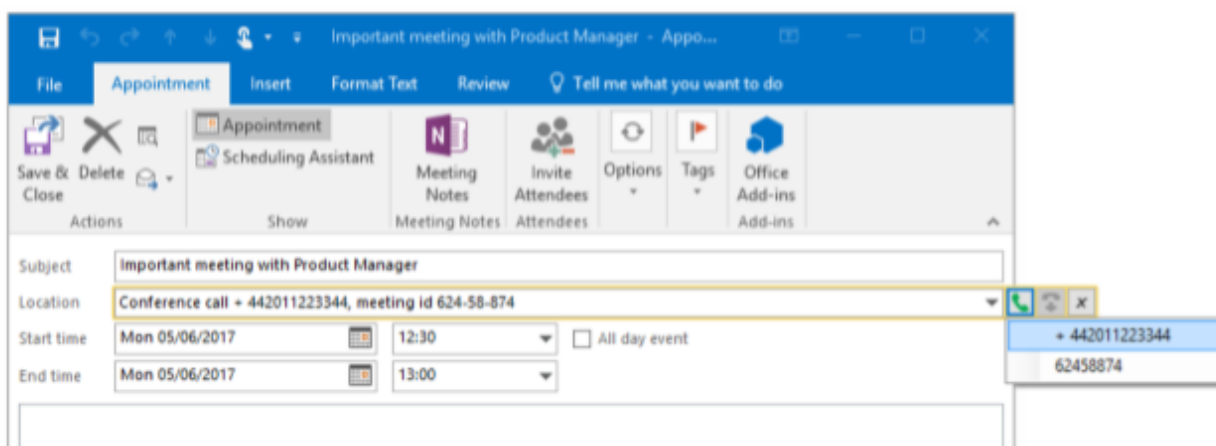 Important meeting with Product Manager - Appo...
File Appointment Insert Format Text Review Tell me what you want to do
Save & Close
Delete
Appointment
Scheduling Assistant
Meeting Notes
Invite Attendees
Options
Tags
Office Add-ins
Actions Show Meeting Notes Attendees Add-ins
Subject Important meeting with Product Manager
Location Conference call + 442011223344, meeting id 624-58-874
Start time Mon 05/06/2017 12:30 All day event
+ 442011223344
End time Mon 05/06/2017 13:00
62458874